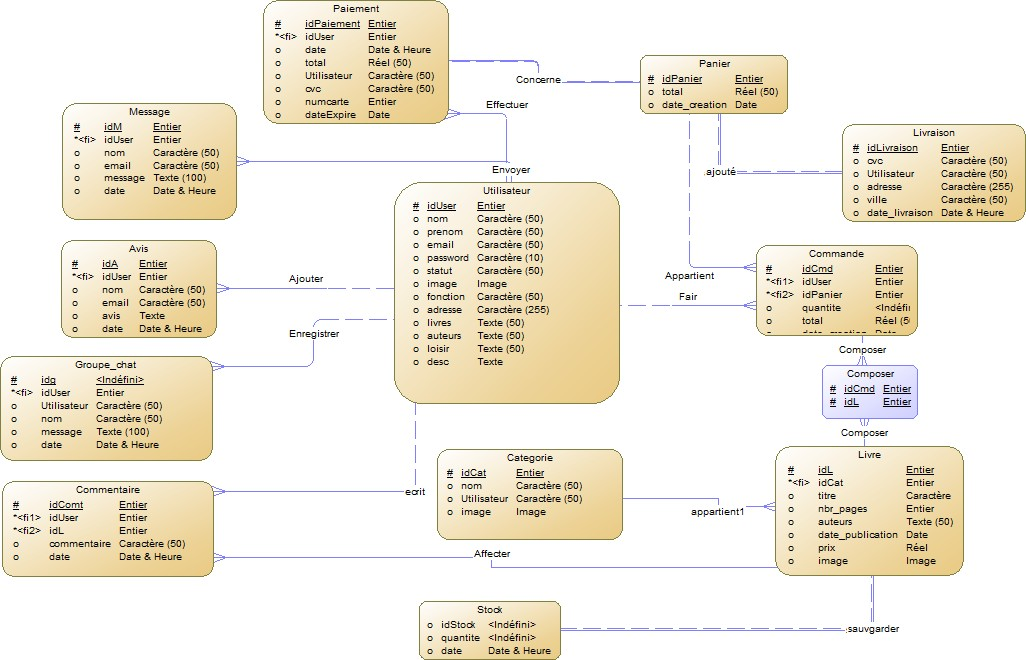 Paiement
# idPaiement Entier
*<fi> idUser Entier
o date Date & Heure
o total Réel (50)
o Utilisateur Caractère (50)
o cvc Caractère (50)
o numcarte Entier
o dateExpire Date
Concerne
Panier
# idPanier Entier
o total Réel (50)
o date_creation Date
Effectuer
Message
# idM Entier
*<fi> idUser Entier
o nom Caractère (50)
o email Caractère (50)
o message Texte (100)
o date Date & Heure
Envoyer
ajouté
Livraison
# idLivraison Entier
o cvc Caractère (50)
o Utilisateur Caractère (50)
o adresse Caractère (255)
o ville Caractère (50)
o date_livraison Date & Heure
Utilisateur
# idUser Entier
o nom Caractère (50)
o prenom Caractère (50)
o email Caractère (50)
o password Caractère (10)
o statut Caractère (50)
o image Image
o fonction Caractère (50)
o adresse Caractère (255)
o livres Texte (50)
o auteurs Texte (50)
o loisir Texte (50)
o desc Texte
Avis
# idA Entier
*<fi> idUser Entier
o nom Caractère (50)
o email Caractère (50)
o avis Texte
o date Date & Heure
Ajouter
Appartient
Fair
Commande
# idCmd Entier
*<fi1> idUser Entier
*<fi2> idPanier Entier
o quantite <Indéfi
o total Réel (5
o date_creation Date
Enregistrer
Groupe_chat
# idg <Indéfini>
*<fi> idUser Entier
o Utilisateur Caractère (50)
o nom Caractère (50)
o message Texte (100)
o date Date & Heure
Composer
Composer
# idCmd Entier
# idL Entier
Composer
Commentaire
# idComt Entier
*<fi1> idUser Entier
*<fi2> idL Entier
o commentaire Caractère (50)
o date Date & Heure
ecrit
Categorie
# idCat Entier
o nom Caractère (50)
o Utilisateur Caractère (50)
o image Image
appartient1
Livre
# idL Entier
*<fi> idCat Entier
o titre Caractère
o nbr_pages Entier
o auteurs Texte (50)
o date_publication Date
o prix Réel
o image Image
Affecter
Stock
o idStock <Indéfini>
o quantite <Indéfini>
o date Date & Heure
sauvgarder